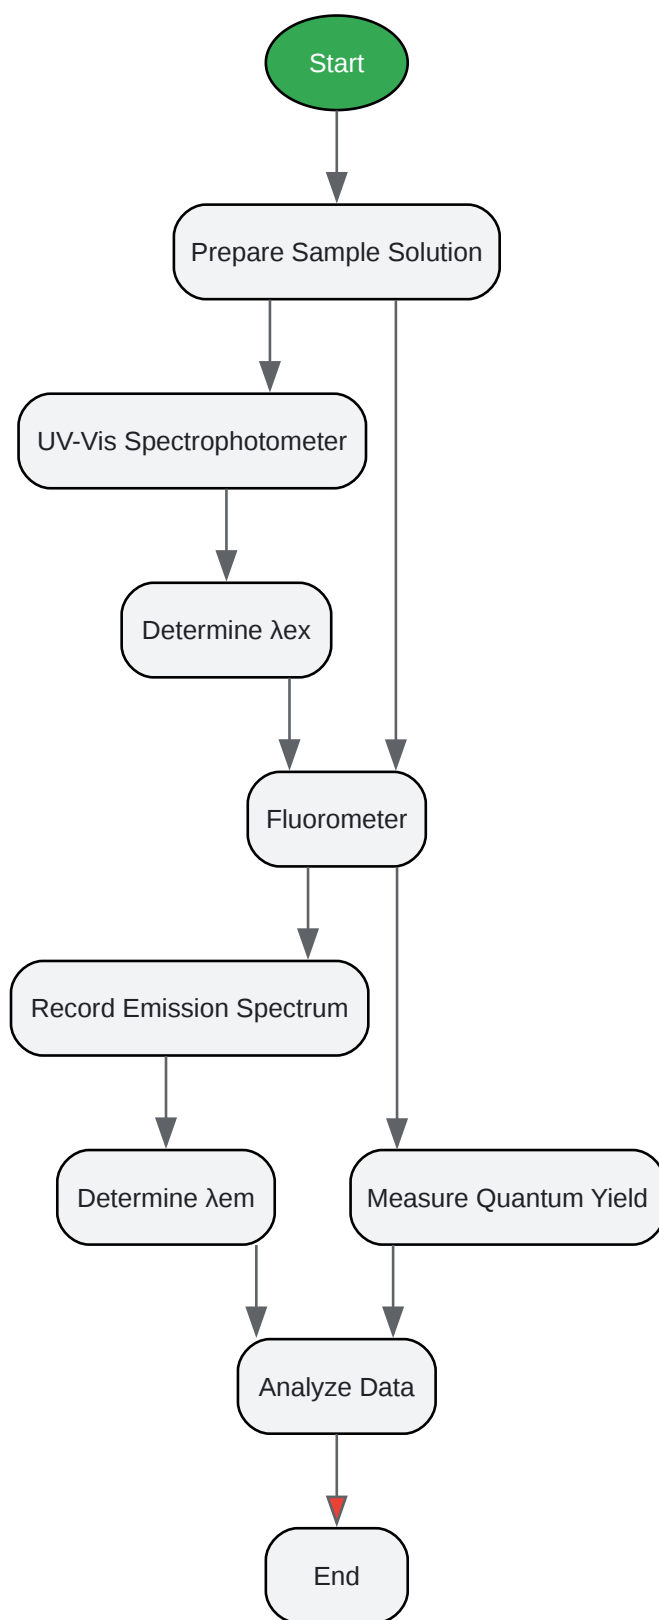 Start
Prepare Sample Solution
UV-Vis Spectrophotometer
Determine λex
Fluorometer
Record Emission Spectrum
Determine λem
Measure Quantum Yield
Analyze Data
End